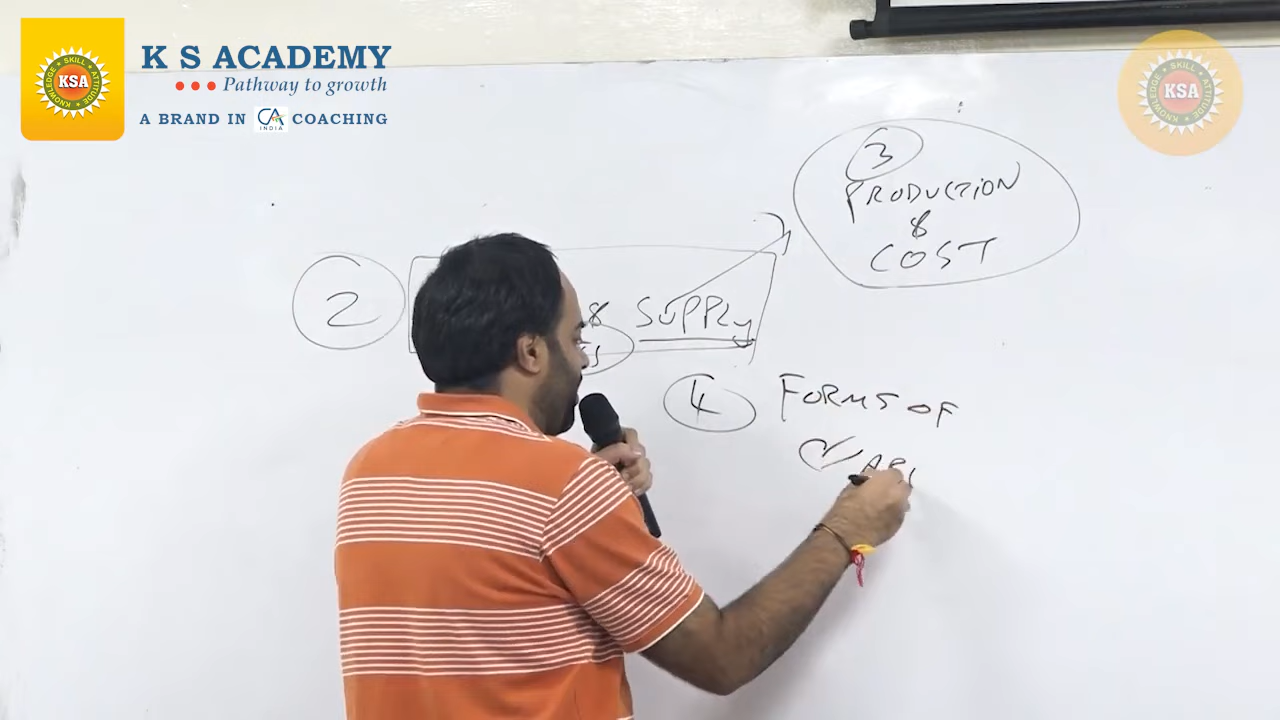 K S ACADEMY
Pathway to growth
A BRAND IN CA INDIA COACHING
KSA
KNOWLEDGE SKILL ATTITUDE
KSA
KNOWLEDGE SKILL ATTITUDE
3
PRODUCTION
&
COST
2
& SUPPLY
4 FORMS OF